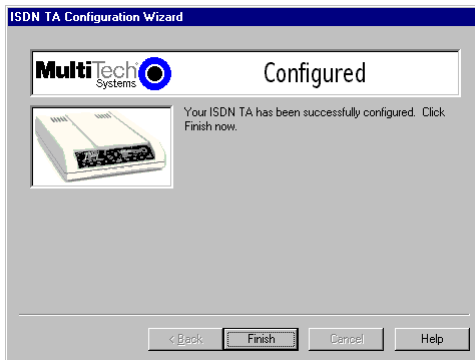 ISDN TA Configuration Wizard
MultiTech
Systems
Configured
Your ISDN TA has been successfully configured. Click
Finish now.
< Back
Finish
Cancel
Help